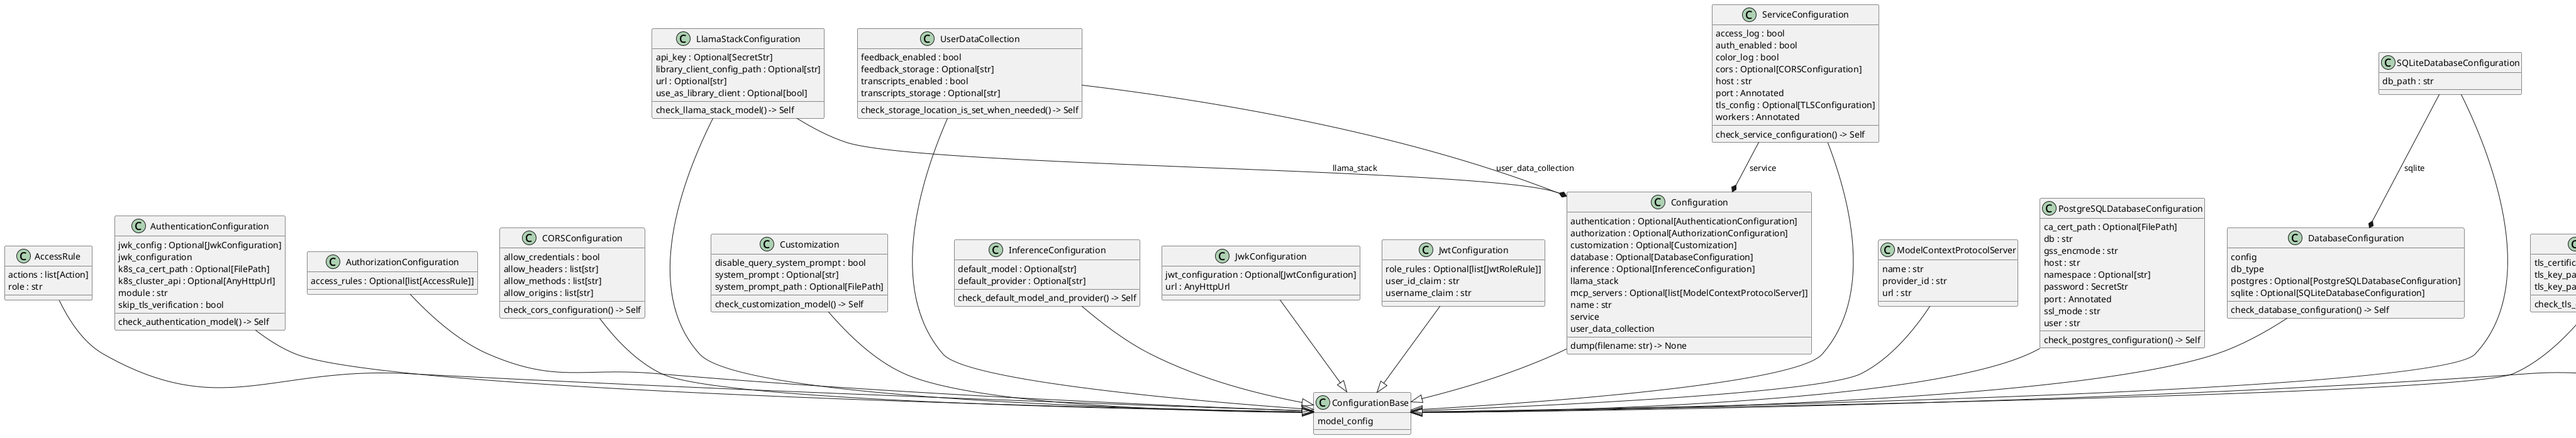 LlamaStackConfiguration
api_key : Optional[SecretStr]
library_client_config_path : Optional[str]
url : Optional[str]
use_as_library_client : Optional[bool]
check_llama_stack_model() -> Self
UserDataCollection
feedback_enabled : bool
feedback_storage : Optional[str]
transcripts_enabled : bool
transcripts_storage : Optional[str]
check_storage_location_is_set_when_needed() -> Self
ServiceConfiguration
access_log : bool
auth_enabled : bool
color_log : bool
cors : Optional[CORSConfiguration]
host : str
port : Annotated
tls_config : Optional[TLSConfiguration]
workers : Annotated
check_service_configuration() -> Self
SQLiteDatabaseConfiguration
db_path : str
llama_stack
user_data_collection
service
sqlite
AccessRule
actions : list[Action]
role : str
AuthenticationConfiguration
jwk_config : Optional[JwkConfiguration]
jwk_configuration
k8s_ca_cert_path : Optional[FilePath]
k8s_cluster_api : Optional[AnyHttpUrl]
module : str
skip_tls_verification : bool
check_authentication_model() -> Self
AuthorizationConfiguration
access_rules : Optional[list[AccessRule]]
CORSConfiguration
allow_credentials : bool
allow_headers : list[str]
allow_methods : list[str]
allow_origins : list[str]
check_cors_configuration() -> Self
Customization
disable_query_system_prompt : bool
system_prompt : Optional[str]
system_prompt_path : Optional[FilePath]
check_customization_model() -> Self
InferenceConfiguration
default_model : Optional[str]
default_provider : Optional[str]
check_default_model_and_provider() -> Self
JwkConfiguration
jwt_configuration : Optional[JwtConfiguration]
url : AnyHttpUrl
JwtConfiguration
role_rules : Optional[list[JwtRoleRule]]
user_id_claim : str
username_claim : str
Configuration
authentication : Optional[AuthenticationConfiguration]
authorization : Optional[AuthorizationConfiguration]
customization : Optional[Customization]
database : Optional[DatabaseConfiguration]
inference : Optional[InferenceConfiguration]
llama_stack
mcp_servers : Optional[list[ModelContextProtocolServer]]
name : str
service
user_data_collection
dump(filename: str) -> None
ModelContextProtocolServer
name : str
provider_id : str
url : str
PostgreSQLDatabaseConfiguration
ca_cert_path : Optional[FilePath]
db : str
gss_encmode : str
host : str
namespace : Optional[str]
password : SecretStr
port : Annotated
ssl_mode : str
user : str
check_postgres_configuration() -> Self
DatabaseConfiguration
config
db_type
postgres : Optional[PostgreSQLDatabaseConfiguration]
sqlite : Optional[SQLiteDatabaseConfiguration]
check_database_configuration() -> Self
ConfigurationBase
model_config